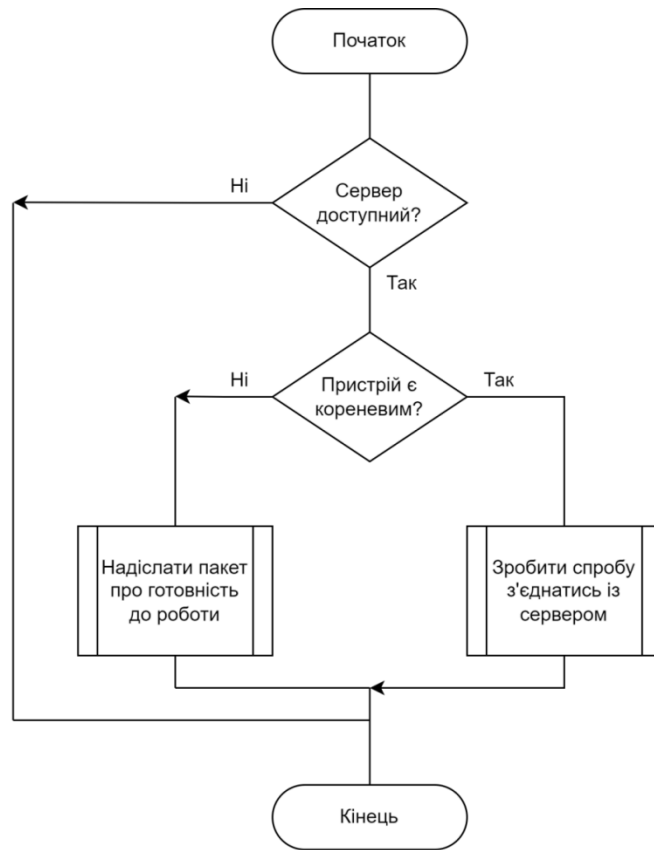 Початок
Ні
Сервер
доступний?
Так
Ні
Пристрій є
кореневим?
Так
Надіслати пакет
про готовність
до роботи
Зробити спробу
з'єднатись із
сервером
Кінець